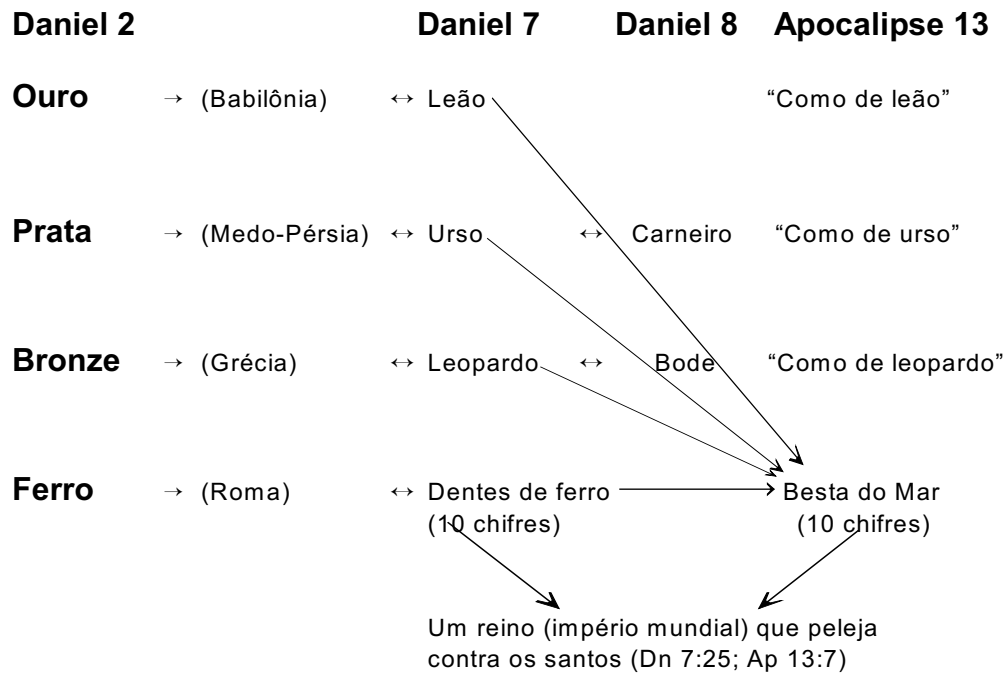 Daniel 2 Daniel 7 Daniel 8 Apocalipse 13
Ouro → (Babilônia) ↔ Leão “Como de leão”
Prata → (Medo-Pérsia) ↔ Urso ↔ Carneiro “Como de urso”
Bronze → (Grécia) ↔ Leopardo ↔ Bode “Como de leopardo”
Ferro → (Roma) ↔ Dentes de ferro Besta do Mar
(10 chifres) (10 chifres)
Um reino (império mundial) que peleja
contra os santos (Dn 7:25; Ap 13:7)